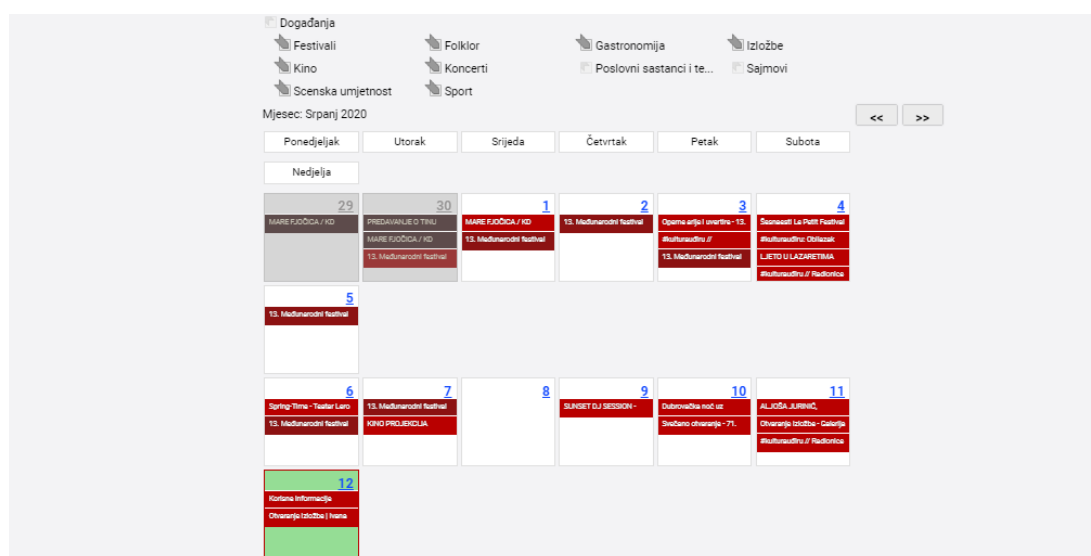 Događanja
Festivali Folklor Gastronomija Izložbe
Kino Koncerti Poslovni sastanci i te... Sajmovi
Scenska umjetnost Sport
Mjesec: Srpanj 2020 << >>
Ponedjeljak Utorak Srijeda Četvrtak Petak Subota
Nedjelja
29 30 1 2 3 4
MARE FJOČICA / KD PREDAVANJE O TINU MARE FJOČICA / KD 13. Međunarodni festival Operne arije i uvertire - 13. Šesnaesti Le Petit Festival
MARE FJOČICA / KD 13. Međunarodni festival #kulturauđiru // #kulturauđiru: Obilazak
13. Međunarodni festival 13. Međunarodni festival LJETO U LAZARETIMA
#kulturauđiru // Radionice
5
13. Međunarodni festival
6 7 8 9 10 11
Spring-Time - Teatar Lero 13. Međunarodni festival SUNSET DJ SESSION - Dubrovačka noć uz ALJOŠA JURINIĆ,
13. Međunarodni festival KINO PROJEKCIJA Svečano otvaranje - 71. Otvaranje izložbe - Galerija
#kulturauđiru // Radionice
12
Korisne informacije
Otvaranje izložbe | Ivana